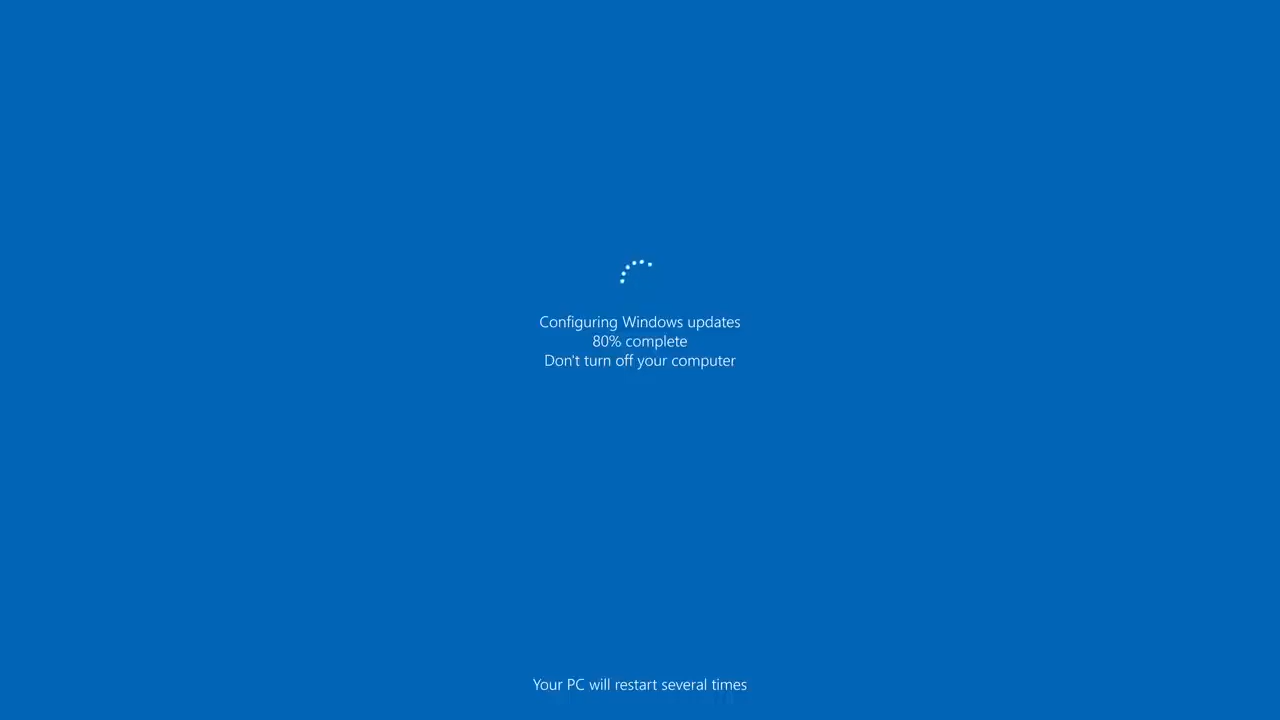 Configuring Windows updates
80% complete
Don't turn off your computer
Your PC will restart several times